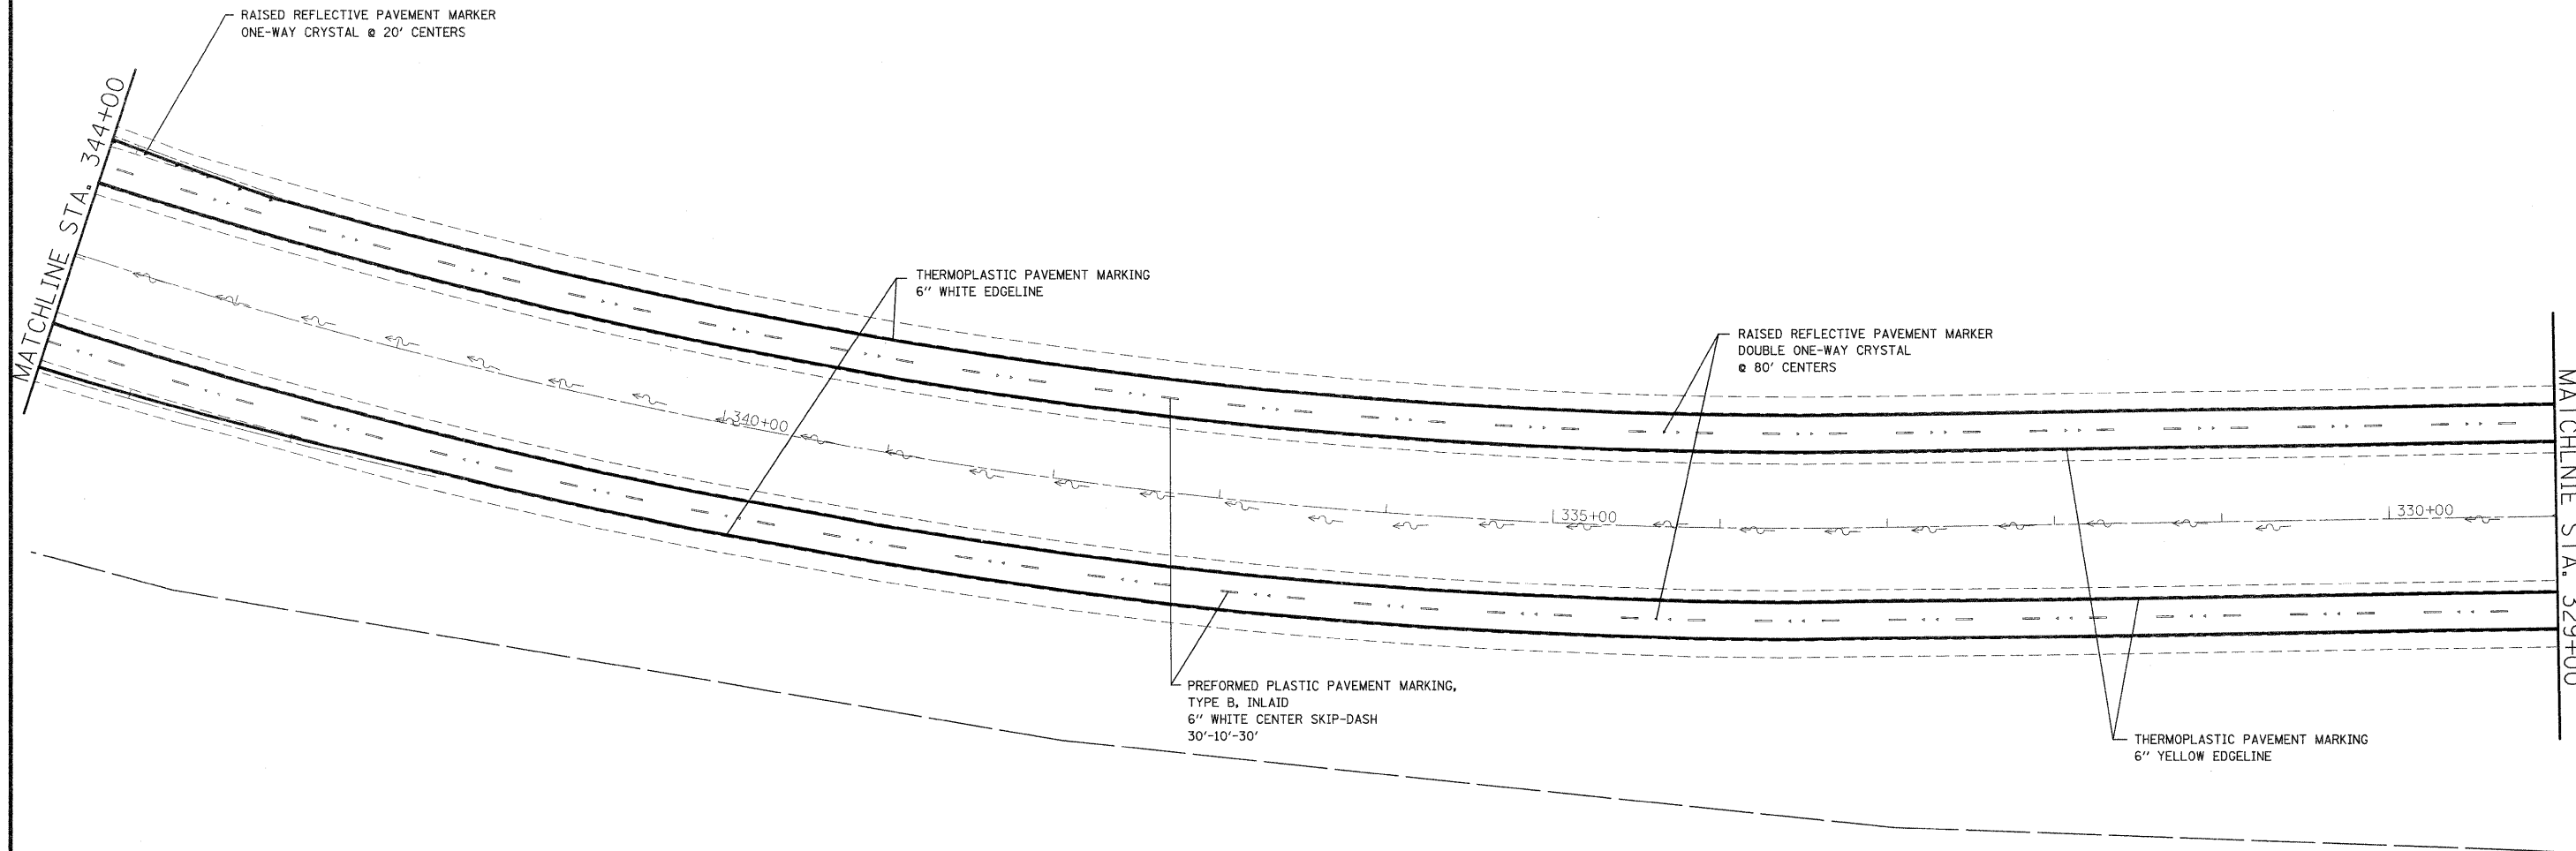 RAISED REFLECTIVE PAVEMENT MARKER
ONE-WAY CRYSTAL @ 20' CENTERS
MATCHLINE STA. 344+00
THERMOPLASTIC PAVEMENT MARKING
6" WHITE EDGELINE
RAISED REFLECTIVE PAVEMENT MARKER
DOUBLE ONE-WAY CRYSTAL
@ 80' CENTERS
340+00
335+00
330+00
MATCHLNIE STA. 329+00
PREFORMED PLASTIC PAVEMENT MARKING,
TYPE B, INLAID
6" WHITE CENTER SKIP-DASH
30'-10'-30'
THERMOPLASTIC PAVEMENT MARKING
6" YELLOW EDGELINE